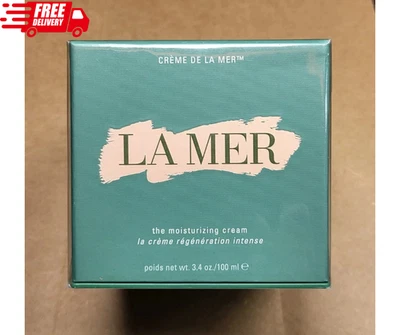 FREE
DELIVERY
CRÈME DE LA MER™
LA MER
the moisturizing cream
la crème régénération intense
poids net wt. 3.4 oz./100 ml ℮